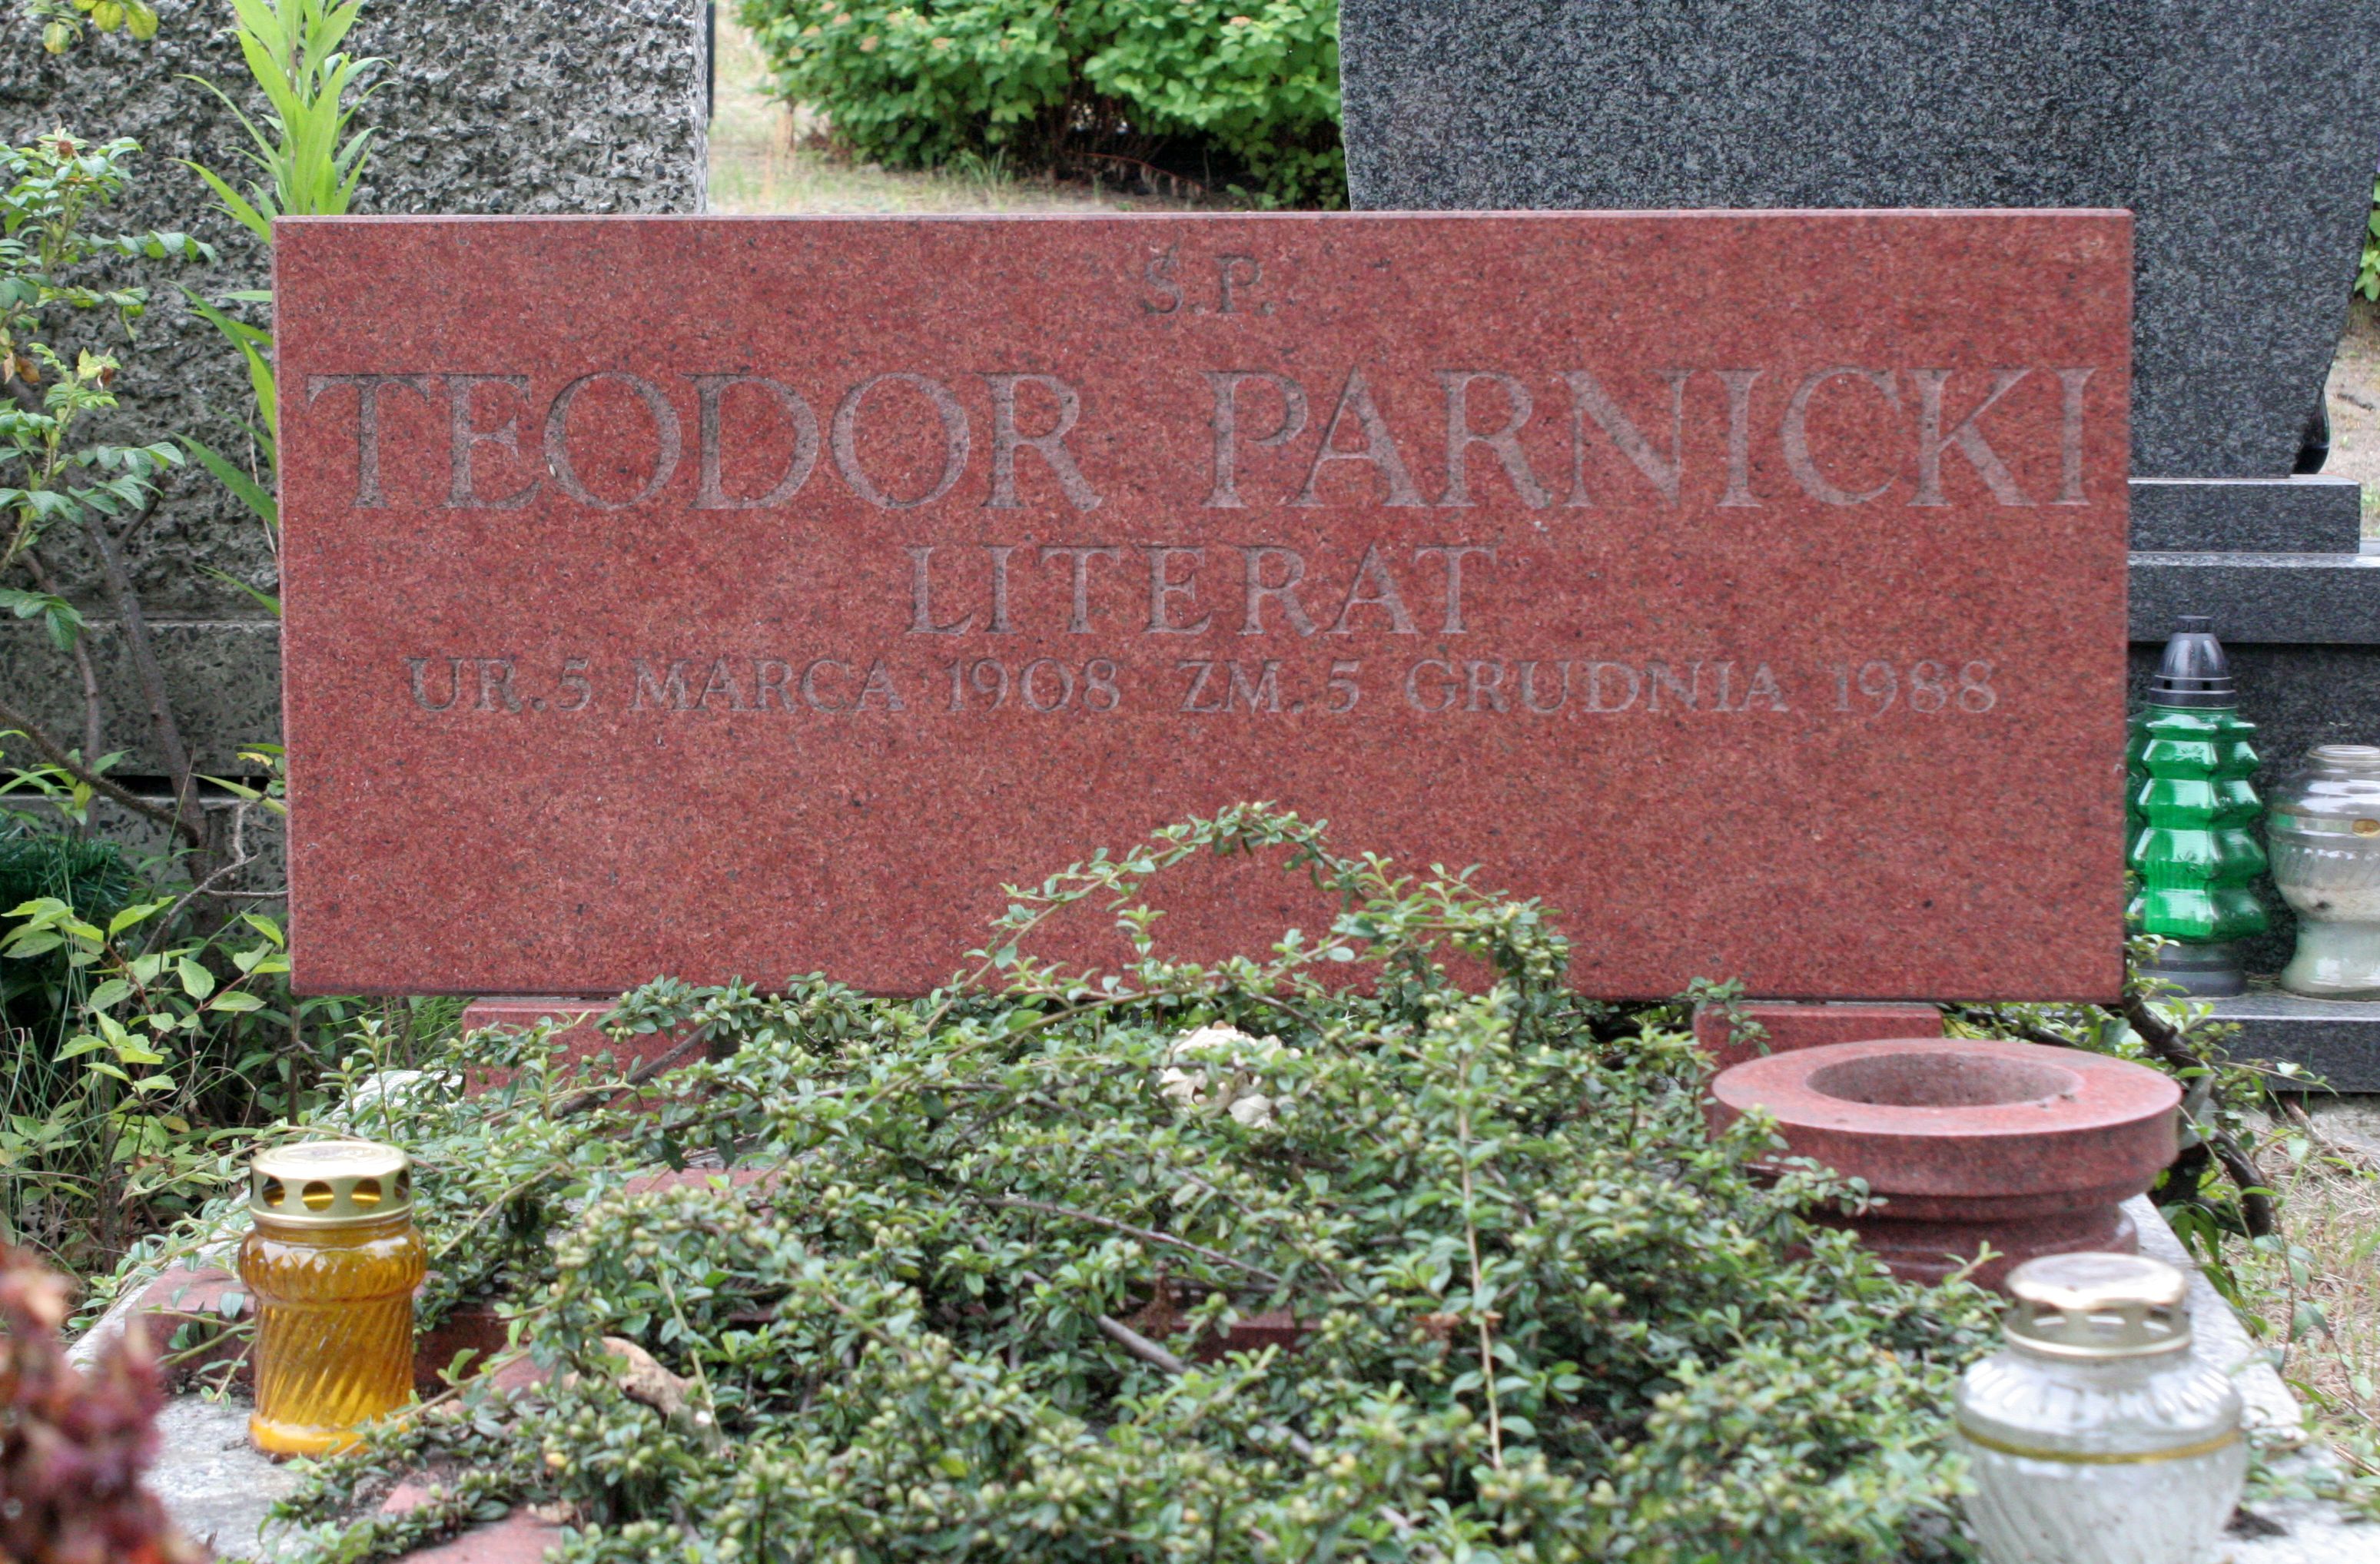 Ś.P.
TEODOR PARNICKI
LITERAT
UR. 5 MARCA 1908 ZM. 5 GRUDNIA 1988